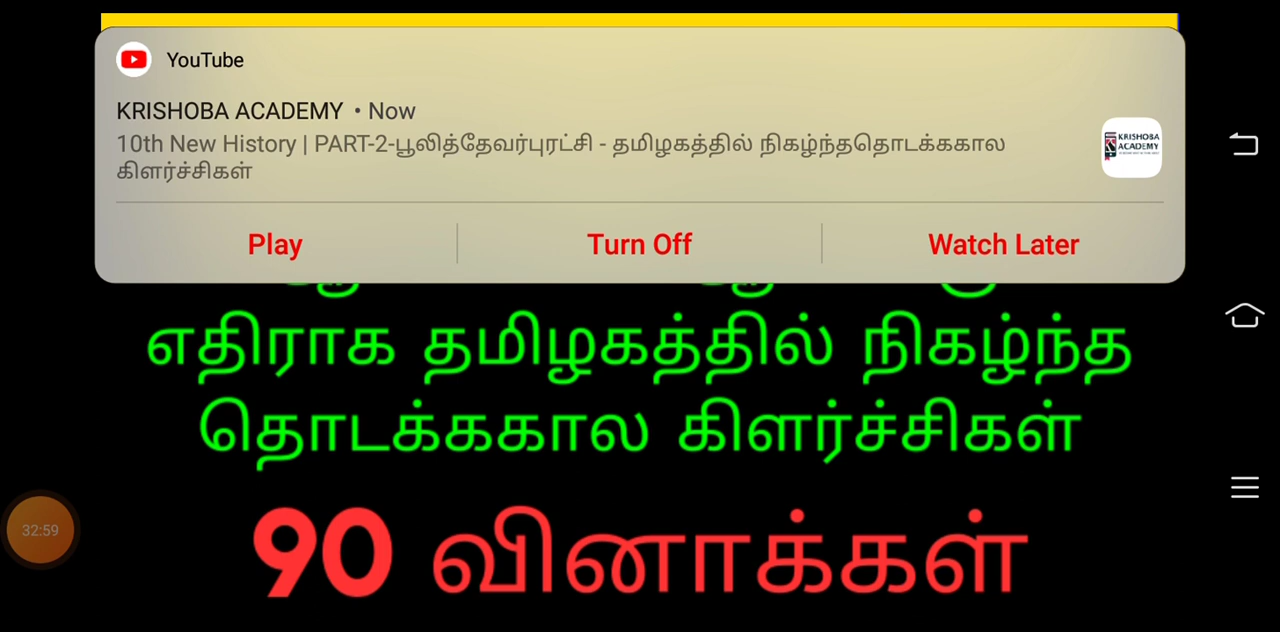 YouTube
KRISHOBA ACADEMY • Now
10th New History | PART-2-பூலித்தேவர்புரட்சி - தமிழகத்தில் நிகழ்ந்ததொடக்ககால
கிளர்ச்சிகள்
KRISHOBA
ACADEMY
Play Turn Off Watch Later
எதிராக தமிழகத்தில் நிகழ்ந்த
தொடக்ககால கிளர்ச்சிகள்
32:59
90 வினாக்கள்